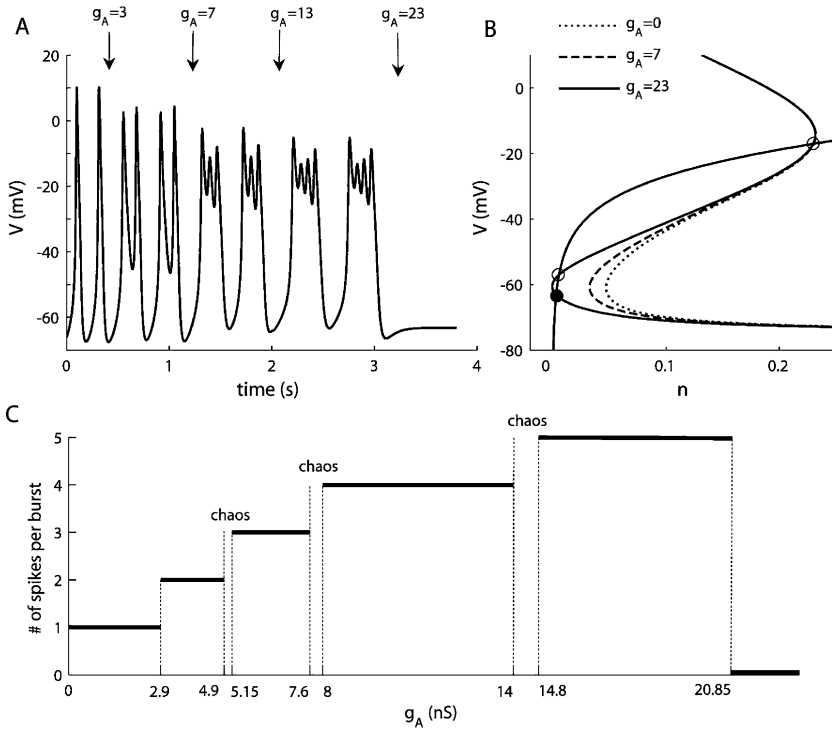 A
g_A=3
g_A=7
g_A=13
g_A=23
20
0
-20
-40
-60
V (mV)
0
1
2
3
4
time (s)
B
g_A=0
g_A=7
g_A=23
0
-20
-40
-60
-80
V (mV)
0
0.1
0.2
n
C
5
4
3
2
1
0
# of spikes per burst
chaos
chaos
chaos
0
2.9
4.9
5.15
7.6
8
14
14.8
20.85
g_A (nS)